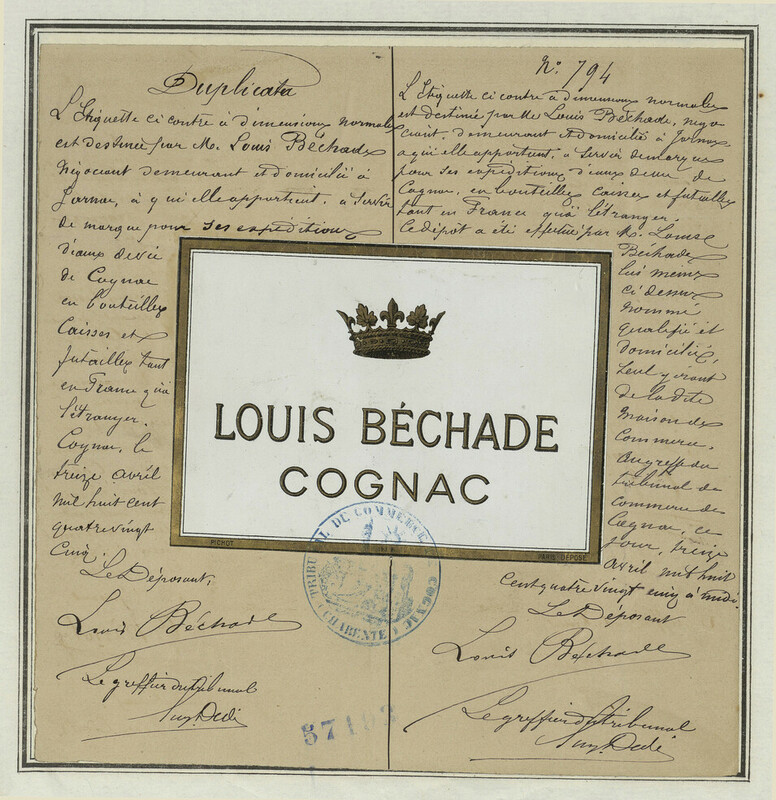 Duplicata
L'Etiquette ci contre à dimensions normales
est destinée par M. Louis Béchade
Négociant demeurant et domicilié à
Jarnac, à qui elle appartient, à servir
de marque pour ses expéditions
d'eaux de vie
de Cognac
en bouteilles
Caisses et
futailles tant
en France qu'à
l'étranger.
Cognac, le
treize avril
Mil huit cent
quatre vingt
cinq.
Le Déposant,
Louis Béchade
Le greffier du tribunal
No. 794
L'Etiquette ci contre à dimensions normales
est destinée par M. Louis Béchade, négo
ciant, demeurant et domicilié à Jarnac,
a qui elle appartient, à servir de marque
pour ses expéditions d'eaux de vie de
Cognac, en bouteilles caisses et futailles
tant en France qu'à l'étranger.
Ce dépôt a été effectué par M. Louis
Béchade
lui même
ci dessus
nommé
qualifié et
domicilié,
seul gérant
de la dite
maison de
Commerce,
au greffe du
tribunal de
Commerce de
Cognac, ce
jour, treize
avril mil huit
cent quatre vingt cinq à midi.
Le Déposant
Louis Béchade
Le greffier du tribunal
LOUIS BÉCHADE
COGNAC
PICHOT
PARIS DÉPOSÉ
TRIBUNAL DE COMMERCE COGNAC
(CHARENTE)